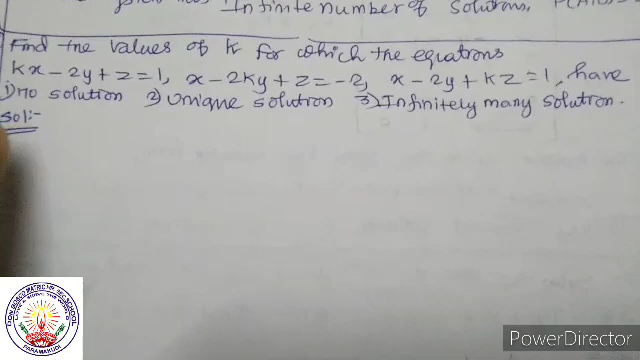 Infinite number of Solutions.
Find the values of k for which the equations
kx - 2y + z = 1, x - 2ky + z = -2, x - 2y + kz = 1, have
1) no solution 2) Unique solution 3) Infinitely many solution.
Sol:-
PARAMAKUDI
PowerDirector